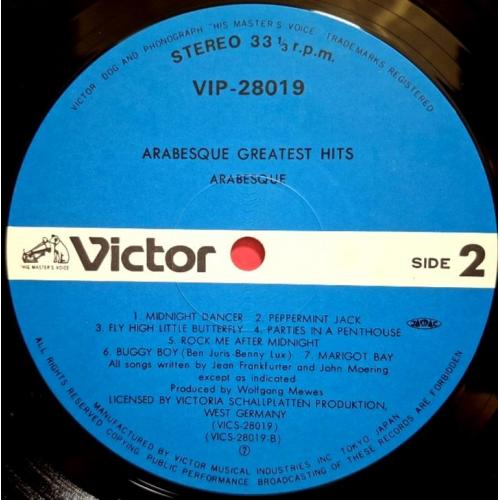 VICTOR DOG AND PHONOGRAPH "HIS MASTER'S VOICE" TRADEMARKS REGISTERED
STEREO 33 1/3 r.p.m.
VIP-28019
ARABESQUE GREATEST HITS
ARABESQUE
"HIS MASTER'S VOICE"
Victor
SIDE 2
JASRAC
1. MIDNIGHT DANCER 2. PEPPERMINT JACK
3. FLY HIGH LITTLE BUTTERFLY 4. PARTIES IN A PENTHOUSE
5. ROCK ME AFTER MIDNIGHT
6. BUGGY BOY (Ben Juris-Benny Lux) 7. MARIGOT BAY
All songs written by Jean Frankfurter and John Moering
except as indicated
Produced by Wolfgang Mewes
LICENSED BY VICTORIA SCHALLPLATTEN PRODUKTION,
WEST GERMANY
(VICS-28019)
(VICS-28019-B)
ALL RIGHTS RESERVED. COPYING, PUBLIC PERFORMANCE, BROADCASTING OF THESE RECORDS ARE FORBIDDEN
MANUFACTURED BY VICTOR MUSICAL INDUSTRIES, INC. TOKYO, JAPAN